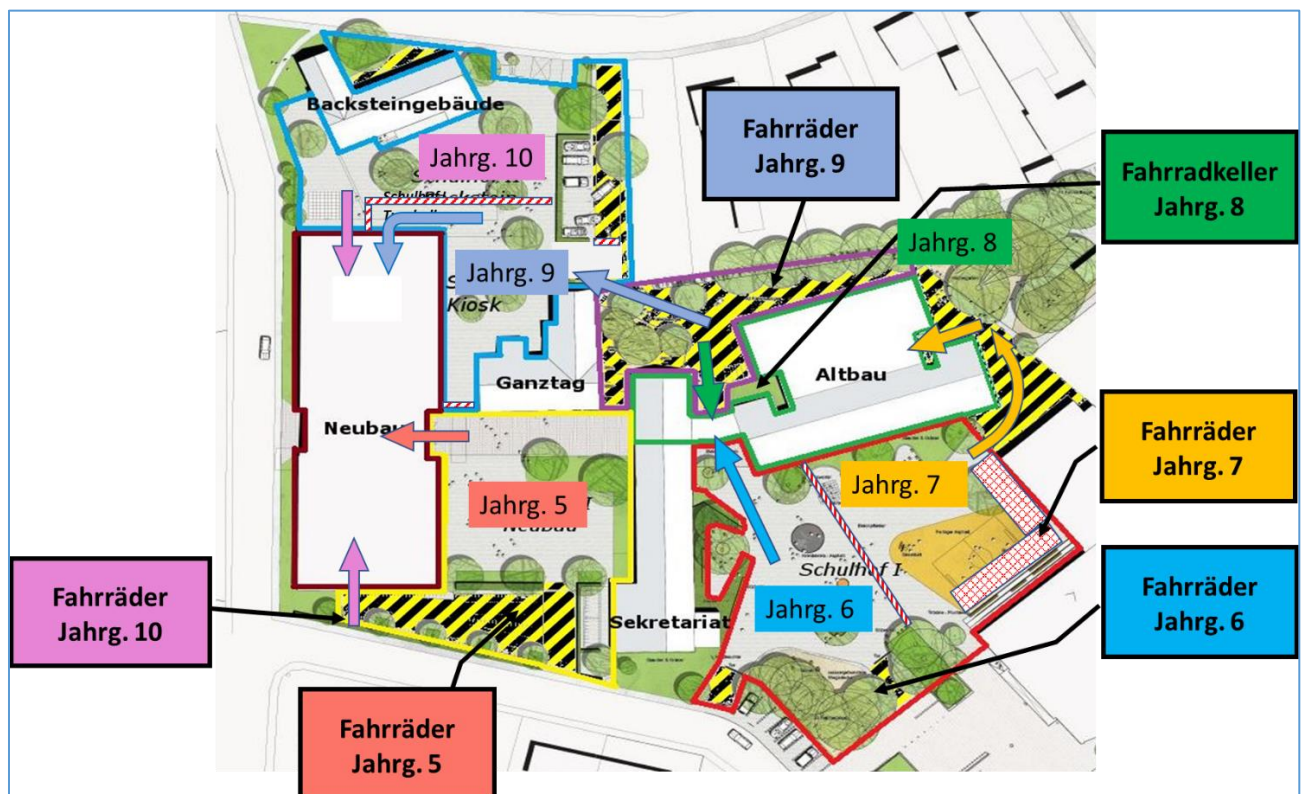 Backsteingebäude
Jahrg. 10
Schulhof
Fahrräder
Jahrg. 9
Fahrradkeller
Jahrg. 8
Jahrg. 8
Jahrg. 9
Kiosk
Ganztag
Altbau
Neubau
Fahrräder
Jahrg. 7
Jahrg. 7
Jahrg. 5
Neubau
Schulhof I
Fahrräder
Jahrg. 10
Sekretariat
Jahrg. 6
Fahrräder
Jahrg. 6
Fahrräder
Jahrg. 5